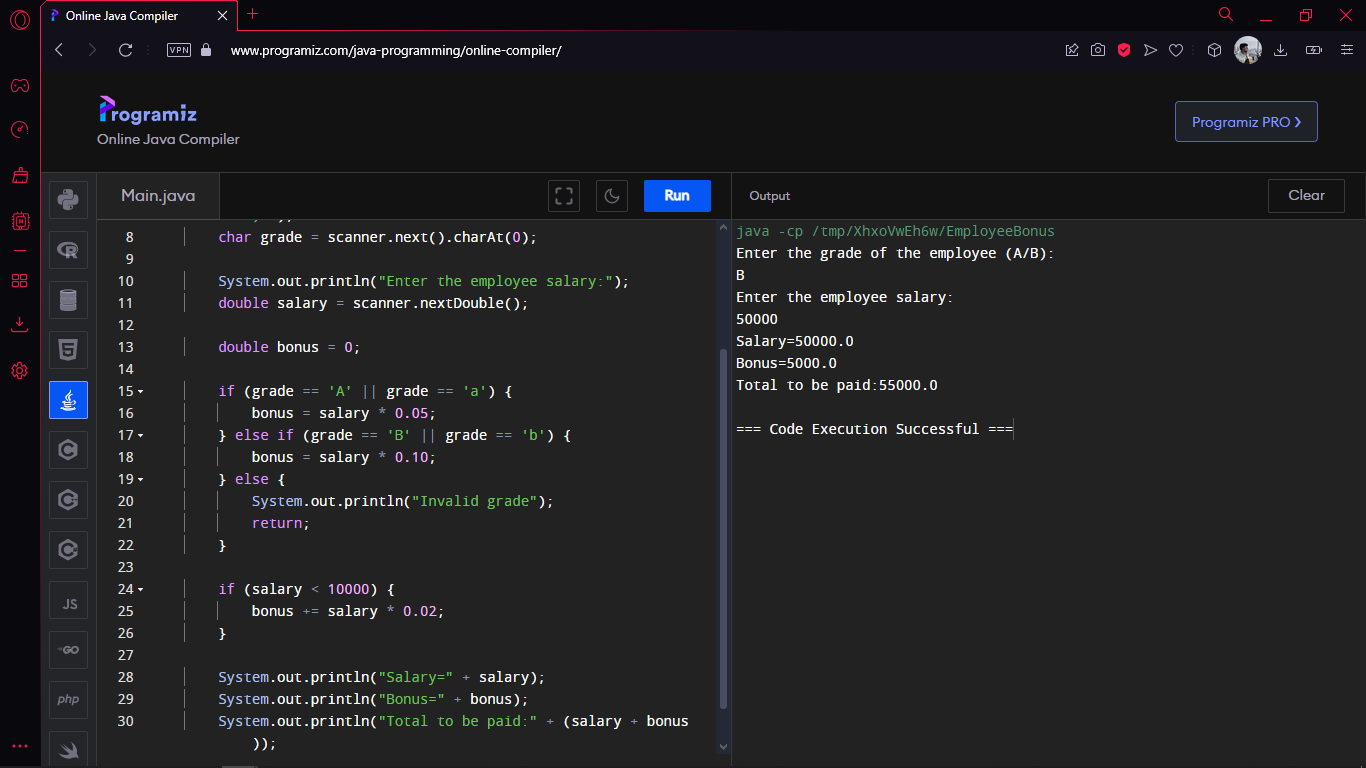 Online Java Compiler
VPN
www.programiz.com/java-programming/online-compiler/
Programiz
Online Java Compiler
Programiz PRO
Main.java
Run
Output
Clear
8 char grade = scanner.next().charAt(0);
9
10 System.out.println("Enter the employee salary:");
11 double salary = scanner.nextDouble();
12
13 double bonus = 0;
14
15 if (grade == 'A' || grade == 'a') {
16 bonus = salary * 0.05;
17 } else if (grade == 'B' || grade == 'b') {
18 bonus = salary * 0.10;
19 } else {
20 System.out.println("Invalid grade");
21 return;
22 }
23
24 if (salary < 10000) {
25 bonus += salary * 0.02;
26 }
27
28 System.out.println("Salary=" + salary);
29 System.out.println("Bonus=" + bonus);
30 System.out.println("Total to be paid:" + (salary + bonus
));
java -cp /tmp/XhxoVwEh6w/EmployeeBonus
Enter the grade of the employee (A/B):
B
Enter the employee salary:
50000
Salary=50000.0
Bonus=5000.0
Total to be paid:55000.0
=== Code Execution Successful ===
R
5
C
C
C
JS
GO
php